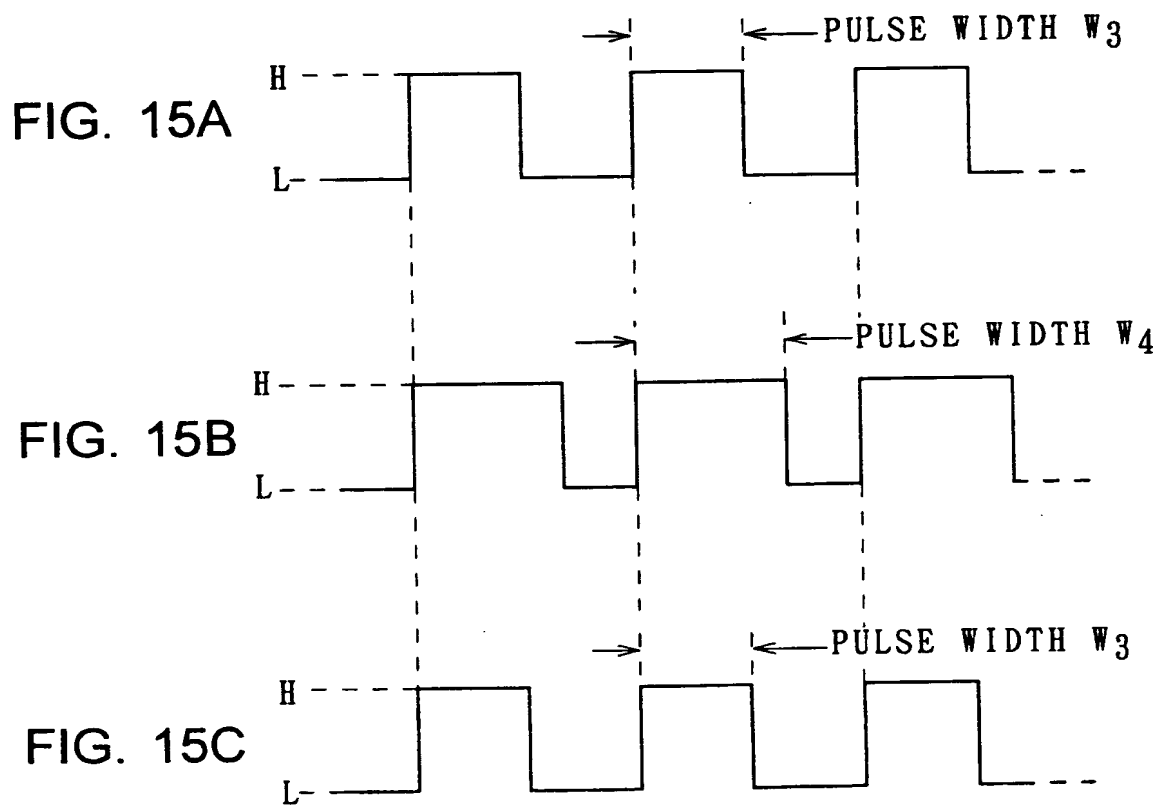 PULSE WIDTH W3
H
FIG. 15A
L
PULSE WIDTH W4
H
FIG. 15B
L
PULSE WIDTH W3
H
FIG. 15C
L